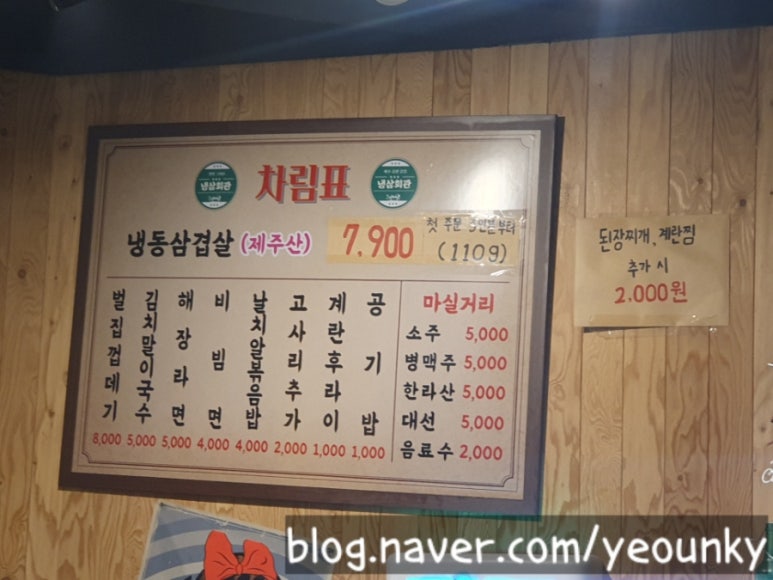 차림표
냉삼회관
냉삼회관
냉동삼겹살 (제주산) 7,900 첫 주문 3인분부터
(110g)
벌집껍데기 8,000
김치말이국수 5,000
해장라면 5,000
비빔면 4,000
날치알볶음밥 4,000
고사리추가 2,000
계란후라이 1,000
공기밥 1,000
마실거리
소주 5,000
병맥주 5,000
한라산 5,000
대선 5,000
음료수 2,000
된장찌개, 계란찜
추가 시
2.000원
blog.naver.com/yeounky